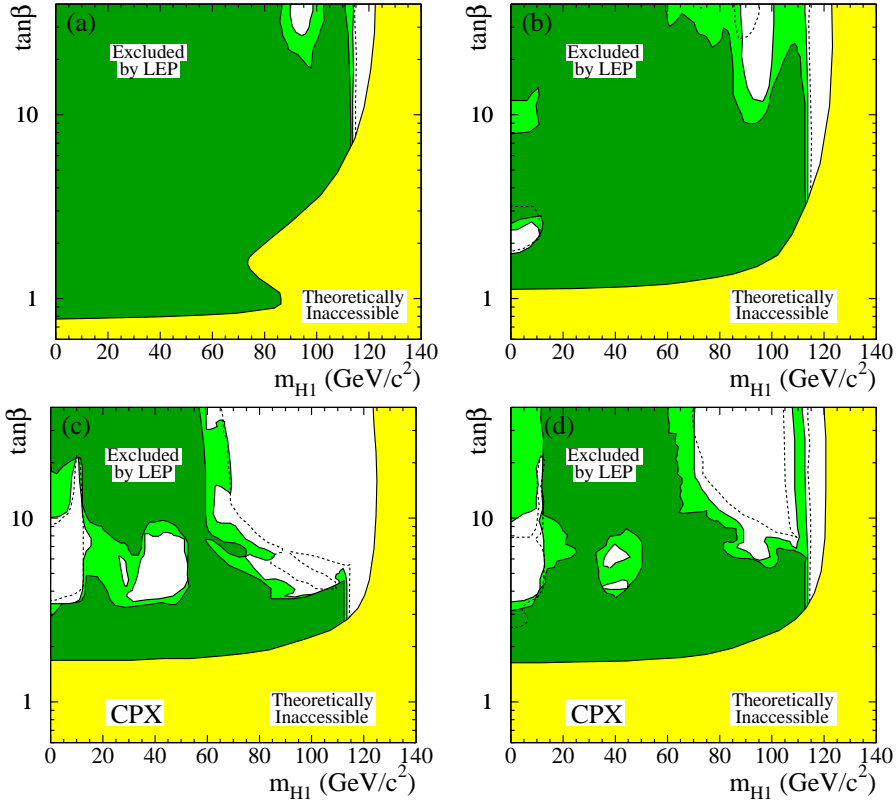 tanβ
(a)
Excluded
by LEP
10
1
Theoretically
Inaccessible
0 20 40 60 80 100 120 140
m_H1 (GeV/c²)
tanβ
(b)
Excluded
by LEP
10
1
Theoretically
Inaccessible
0 20 40 60 80 100 120 140
m_H1 (GeV/c²)
tanβ
(c)
Excluded
by LEP
10
1
CPX
Theoretically
Inaccessible
0 20 40 60 80 100 120 140
m_H1 (GeV/c²)
tanβ
(d)
Excluded
by LEP
10
1
CPX
Theoretically
Inaccessible
0 20 40 60 80 100 120 140
m_H1 (GeV/c²)